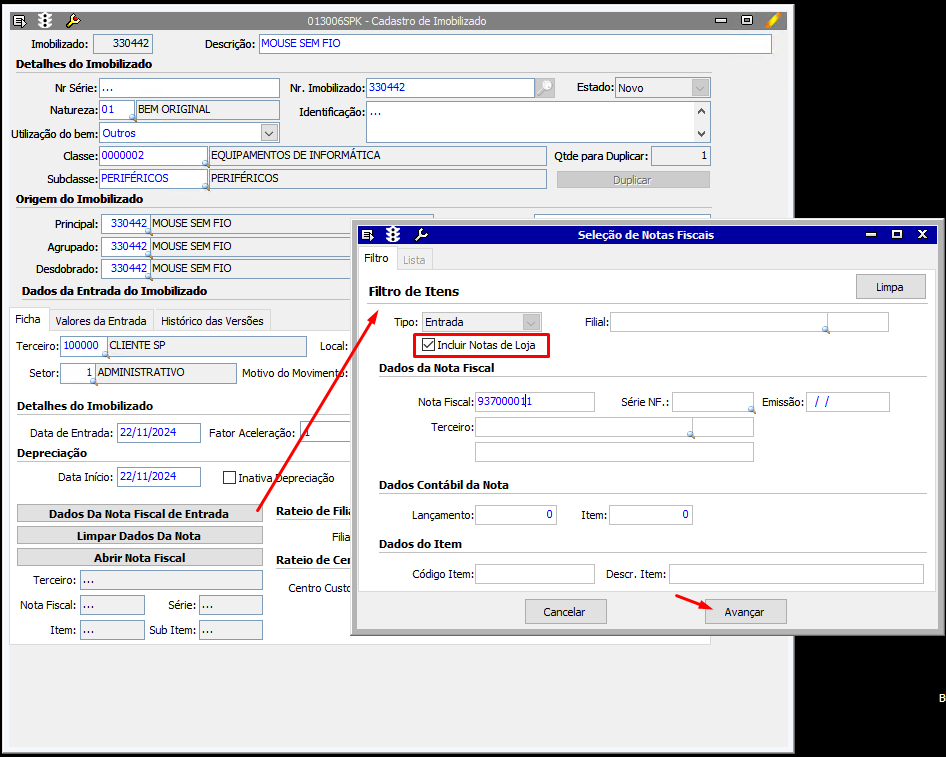 013006SPK - Cadastro de Imobilizado
Imobilizado: 330442 Descrição: MOUSE SEM FIO
Detalhes do Imobilizado
Nr Série: ... Nr. Imobilizado: 330442 Estado: Novo
Natureza: 01 BEM ORIGINAL Identificação: ...
Utilização do bem: Outros
Classe: 0000002 EQUIPAMENTOS DE INFORMÁTICA Qtde para Duplicar: 1
Subclasse: PERIFÉRICOS PERIFÉRICOS Duplicar
Origem do Imobilizado
Principal: 330442 MOUSE SEM FIO
Agrupado: 330442 MOUSE SEM FIO
Desdobrado: 330442 MOUSE SEM FIO
Dados da Entrada do Imobilizado
Ficha Valores da Entrada Histórico das Versões
Terceiro: 100000 CLIENTE SP Local:
Setor: 1 ADMINISTRATIVO Motivo do Movimento:
Detalhes do Imobilizado
Data de Entrada: 22/11/2024 Fator Aceleração: 1
Depreciação
Data Início: 22/11/2024 Inativa Depreciação
Dados Da Nota Fiscal de Entrada Rateio de Filia
Limpar Dados Da Nota Filia
Abrir Nota Fiscal Rateio de Cen
Terceiro: ... Centro Custo
Nota Fiscal: ... Série: ...
Item: ... Sub Item: ...
Seleção de Notas Fiscais
Filtro Lista
Filtro de Itens Limpa
Tipo: Entrada Filial:
Incluir Notas de Loja
Dados da Nota Fiscal
Nota Fiscal: 937000011 Série NF.: Emissão: / /
Terceiro:
Dados Contábil da Nota
Lançamento: 0 Item: 0
Dados do Item
Código Item: Descr. Item:
Cancelar Avançar
B